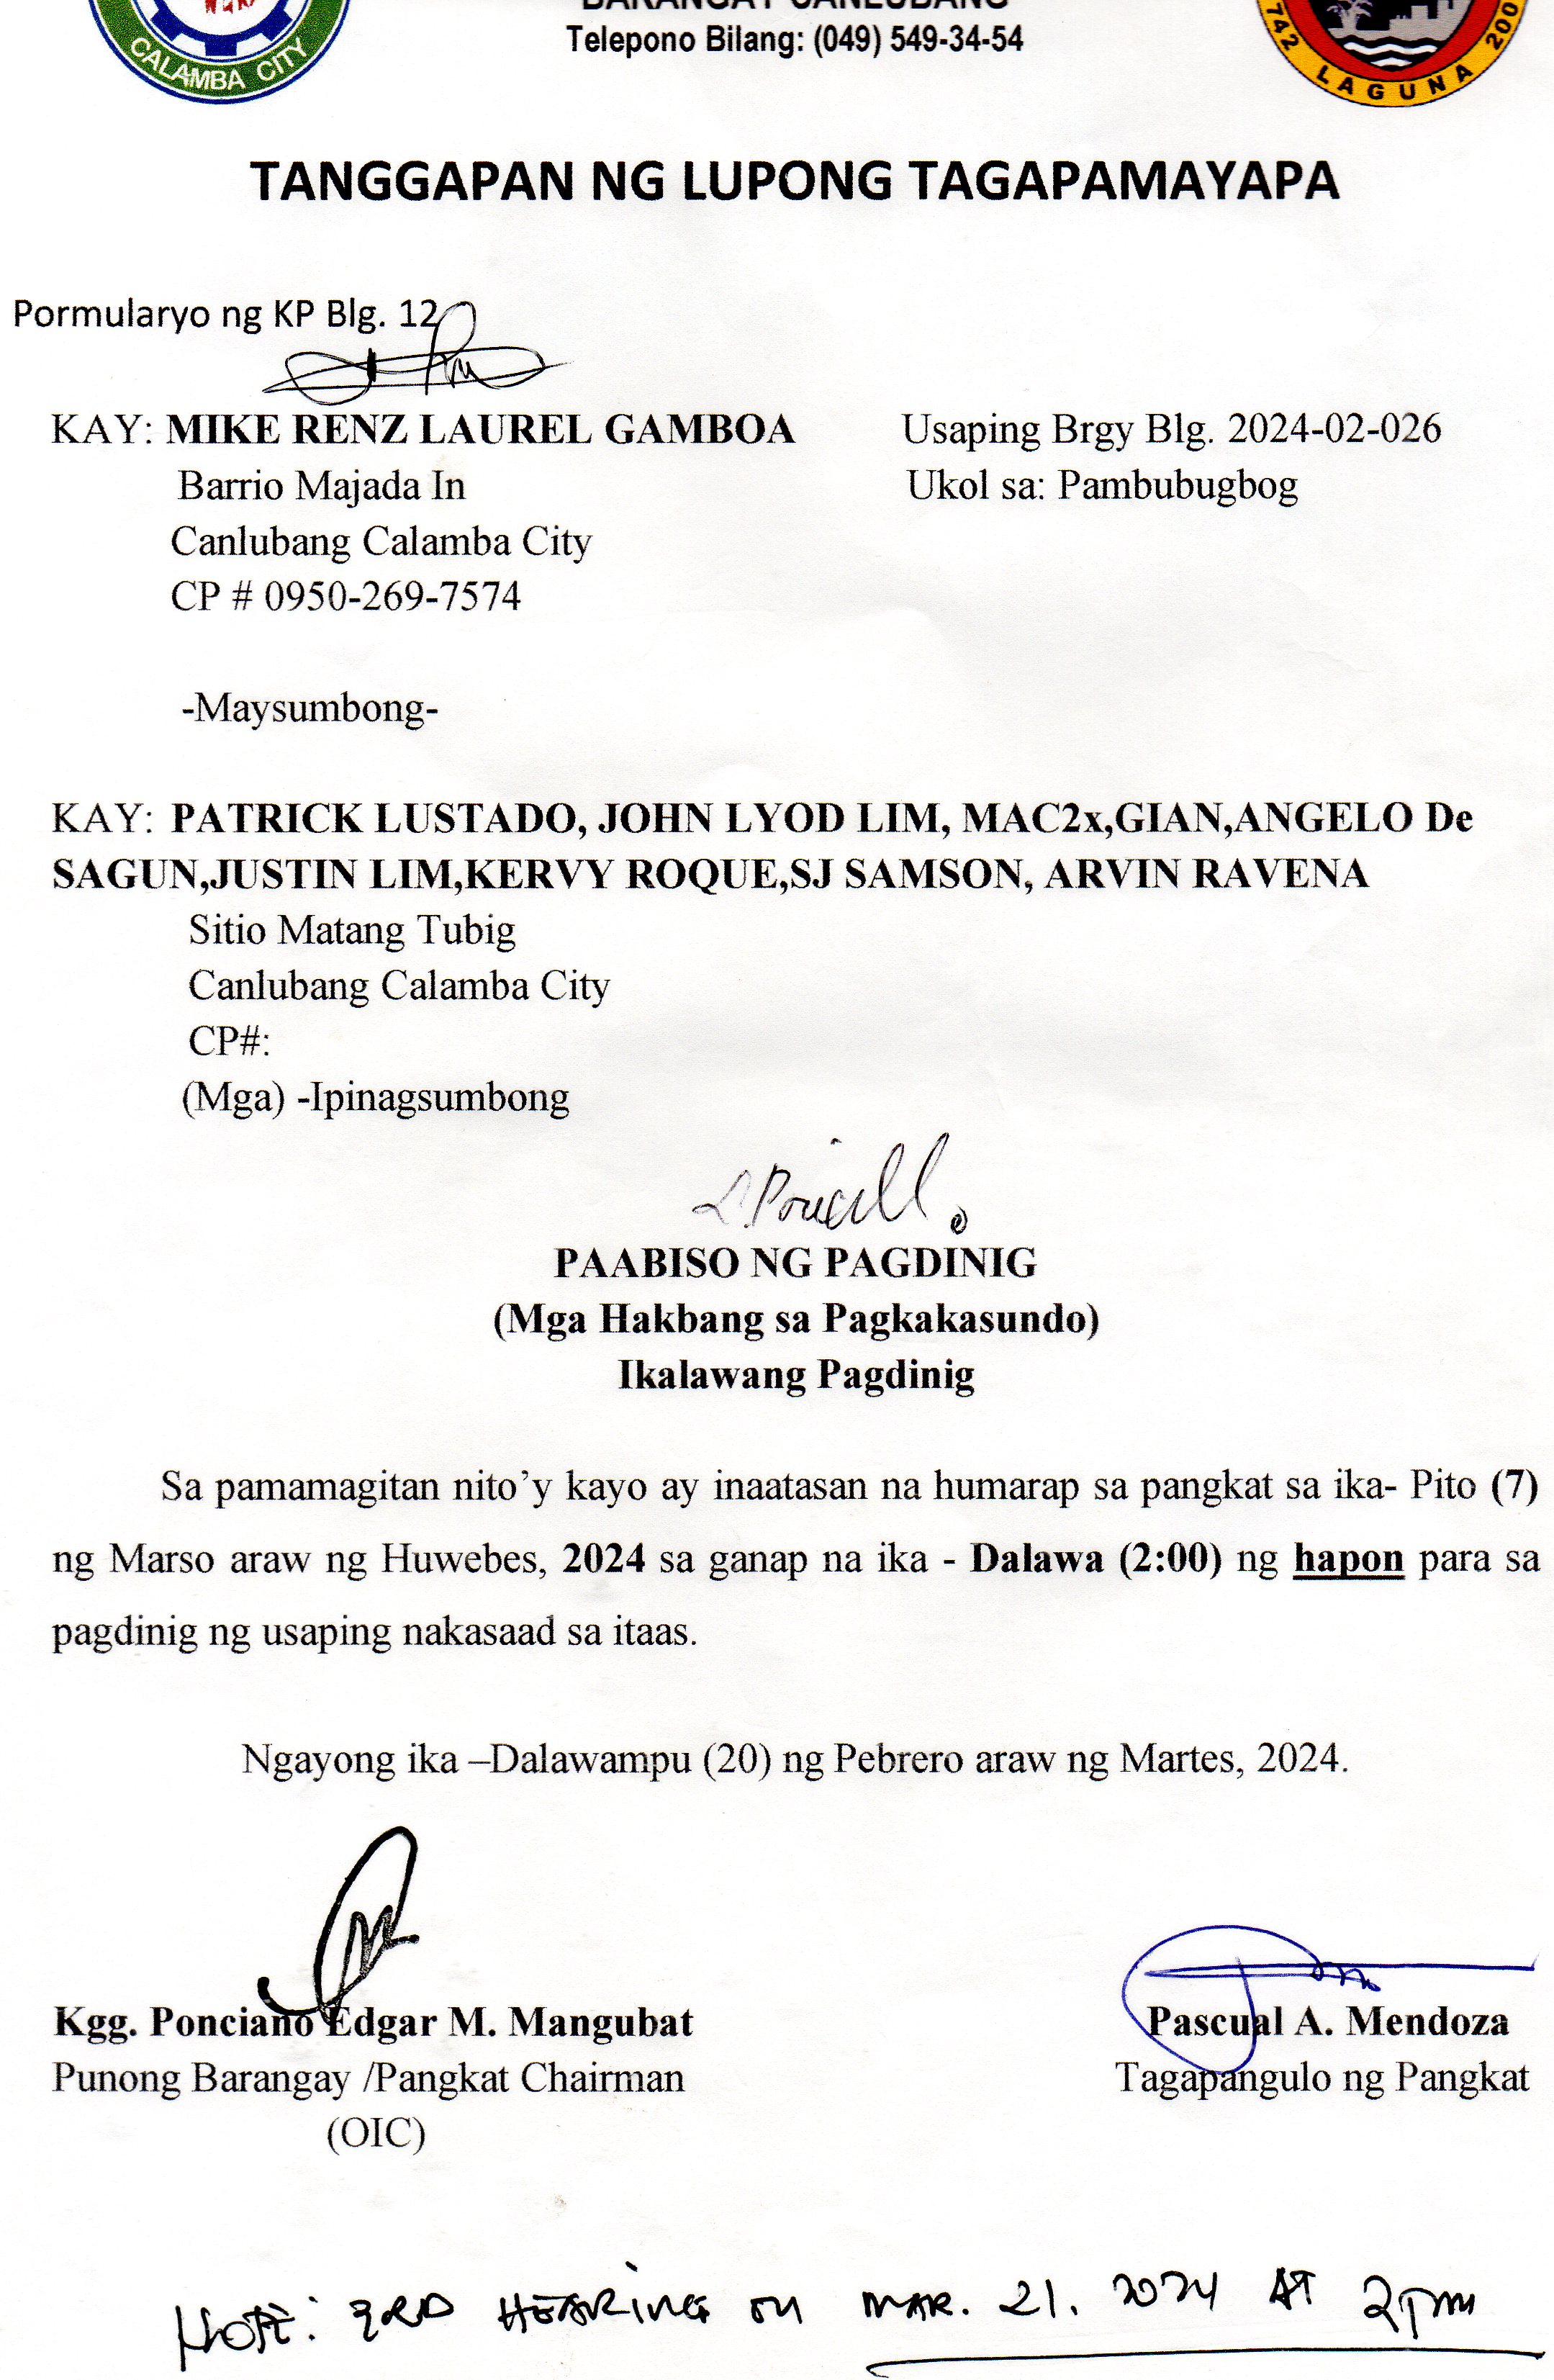 CALAMBA CITY
BARANGAY CANLUBANG
Telepono Bilang: (049) 549-34-54
742 LAGUNA 200
TANGGAPAN NG LUPONG TAGAPAMAYAPA
Pormularyo ng KP Blg. 12
KAY: MIKE RENZ LAUREL GAMBOA Usaping Brgy Blg. 2024-02-026
Barrio Majada In Ukol sa: Pambubugbog
Canlubang Calamba City
CP # 0950-269-7574
-Maysumbong-
KAY: PATRICK LUSTADO, JOHN LYOD LIM, MAC2x,GIAN,ANGELO De
SAGUN,JUSTIN LIM,KERVY ROQUE,SJ SAMSON, ARVIN RAVENA
Sitio Matang Tubig
Canlubang Calamba City
CP#:
(Mga) -Ipinagsumbong
PAABISO NG PAGDINIG
(Mga Hakbang sa Pagkakasundo)
Ikalawang Pagdinig
Sa pamamagitan nito’y kayo ay inaatasan na humarap sa pangkat sa ika- Pito (7)
ng Marso araw ng Huwebes, 2024 sa ganap na ika - Dalawa (2:00) ng hapon para sa
pagdinig ng usaping nakasaad sa itaas.
Ngayong ika –Dalawampu (20) ng Pebrero araw ng Martes, 2024.
Kgg. Ponciano Edgar M. Mangubat Pascual A. Mendoza
Punong Barangay /Pangkat Chairman Tagapangulo ng Pangkat
(OIC)
NOTE: 3RD HEARING ON MAR. 21. 2024 AT 2PM